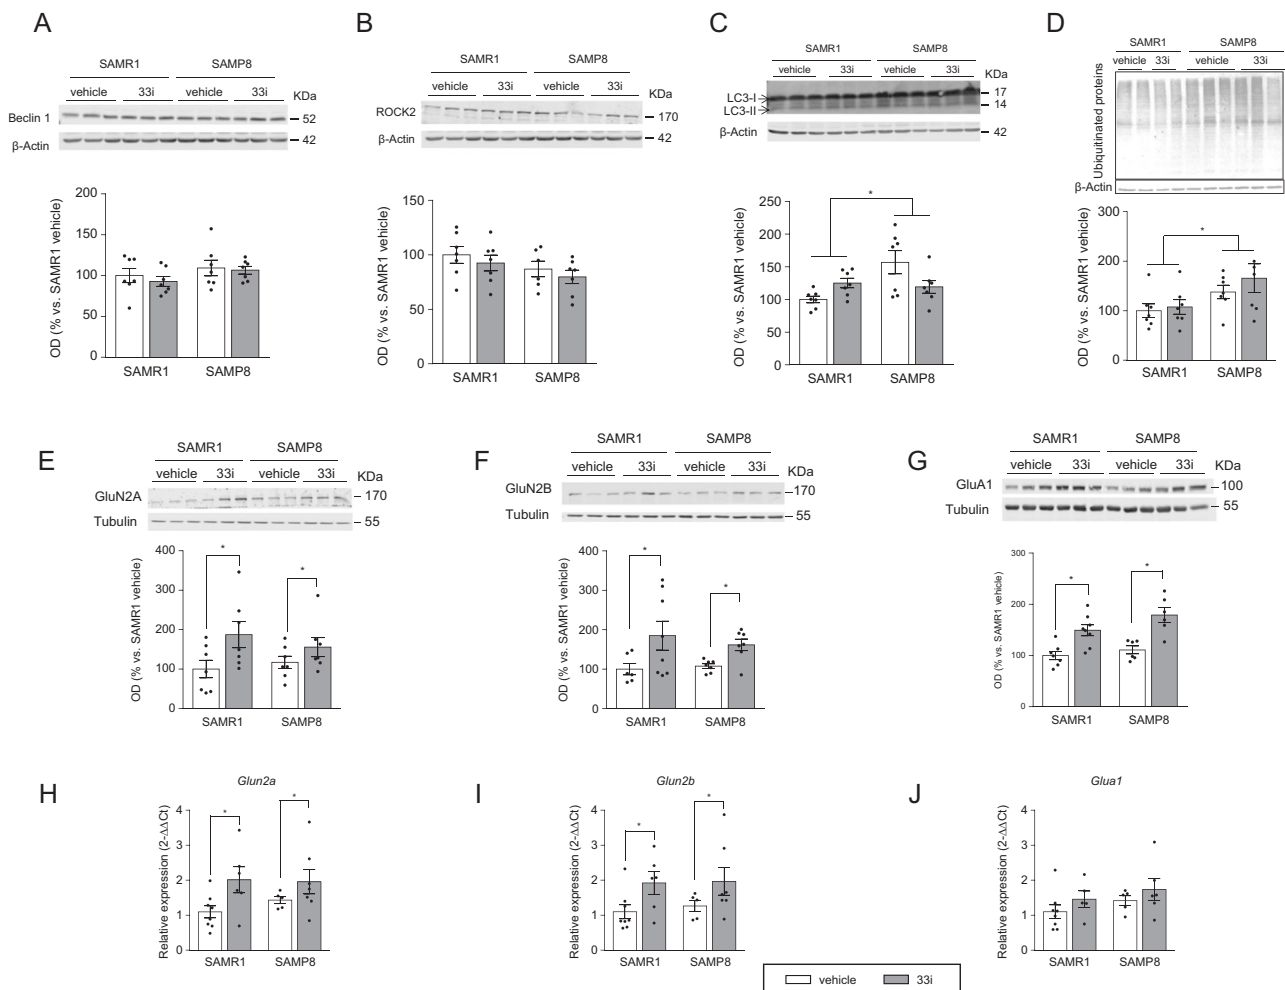 A
SAMR1 SAMP8
vehicle 33i vehicle 33i KDa
Beclin 1 52
β-Actin 42
OD (% vs. SAMR1 vehicle)
200
150
100
50
0
SAMR1 SAMP8
B
SAMR1 SAMP8
vehicle 33i vehicle 33i KDa
ROCK2 170
β-Actin 42
OD (% vs. SAMR1 vehicle)
150
100
50
0
SAMR1 SAMP8
C
SAMR1 SAMP8
vehicle 33i vehicle 33i KDa
LC3-I 17
14
LC3-II
β-Actin 42
*
OD (% vs. SAMR1 vehicle)
250
200
150
100
50
0
SAMR1 SAMP8
D
SAMR1 SAMP8
vehicle 33i vehicle 33i
Ubiquitinated proteins
β-Actin
*
OD (% vs. SAMR1 vehicle)
300
200
100
0
SAMR1 SAMP8
E
SAMR1 SAMP8
vehicle 33i vehicle 33i KDa
GluN2A 170
Tubulin 55
* *
OD (% vs. SAMR1 vehicle)
400
300
200
100
0
SAMR1 SAMP8
F
SAMR1 SAMP8
vehicle 33i vehicle 33i KDa
GluN2B 170
Tubulin 55
* *
OD (% vs. SAMR1 vehicle)
400
300
200
100
0
SAMR1 SAMP8
G
SAMR1 SAMP8
vehicle 33i vehicle 33i KDa
GluA1 100
Tubulin 55
* *
OD (% vs. SAMR1 vehicle)
300
200
100
0
SAMR1 SAMP8
H
Glun2a
* *
Relative expression (2-ΔΔCt)
4
3
2
1
0
SAMR1 SAMP8
I
Glun2b
* *
Relative expression (2-ΔΔCt)
4
3
2
1
0
SAMR1 SAMP8
J
Glua1
Relative expression (2-ΔΔCt)
4
3
2
1
0
SAMR1 SAMP8
vehicle 33i